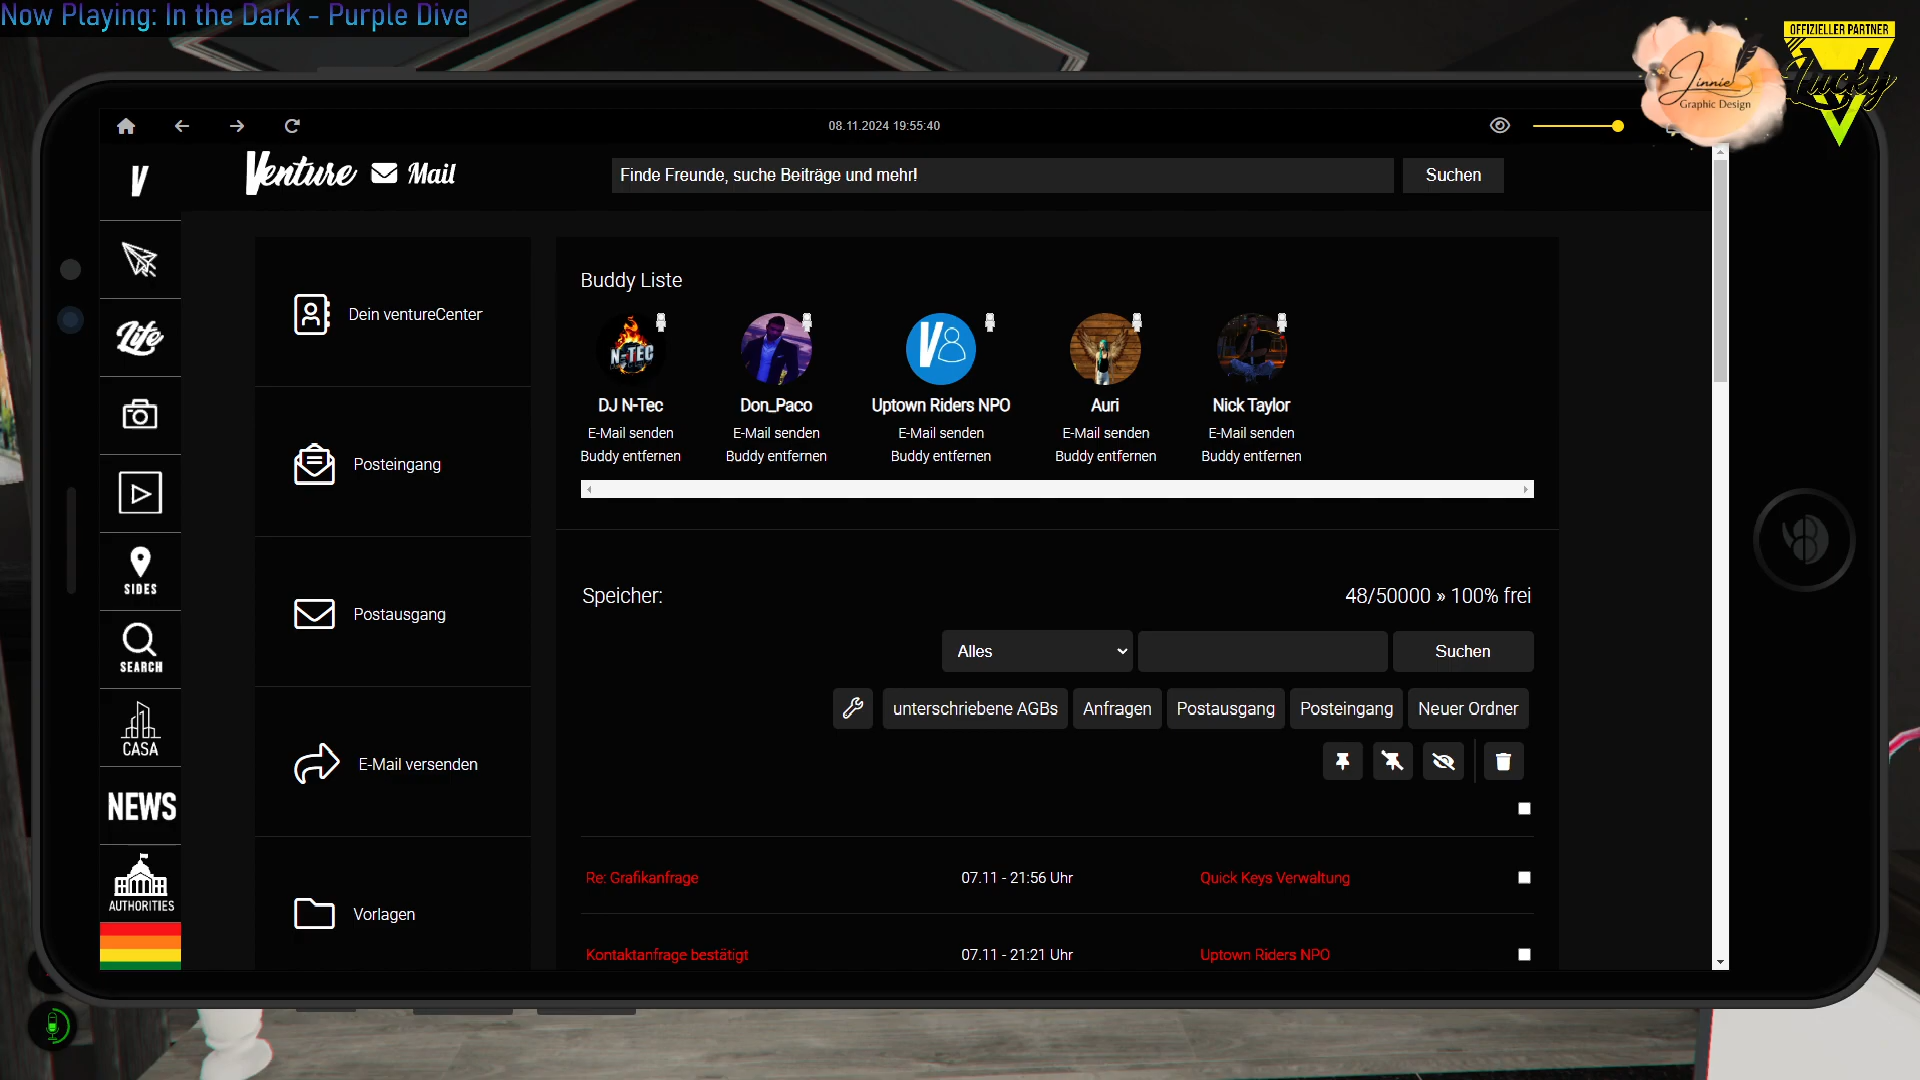 Now Playing: In the Dark - Purple Dive
OFFIZIELLER PARTNER
Jinnie
Graphic Design
Lucky
V
08.11.2024 19:55:40
Venture Mail
Finde Freunde, suche Beiträge und mehr!
Suchen
V
Life
SIDES
SEARCH
CASA
NEWS
AUTHORITIES
Dein ventureCenter
Posteingang
Postausgang
E-Mail versenden
Vorlagen
Buddy Liste
N-TEC
V
DJ N-Tec
Don_Paco
Uptown Riders NPO
Auri
Nick Taylor
E-Mail senden
E-Mail senden
E-Mail senden
E-Mail senden
E-Mail senden
Buddy entfernen
Buddy entfernen
Buddy entfernen
Buddy entfernen
Buddy entfernen
Speicher:
48/50000 » 100% frei
Alles
Suchen
unterschriebene AGBs
Anfragen
Postausgang
Posteingang
Neuer Ordner
Re: Grafikanfrage
07.11 - 21:56 Uhr
Quick Keys Verwaltung
Kontaktanfrage bestätigt
07.11 - 21:21 Uhr
Uptown Riders NPO